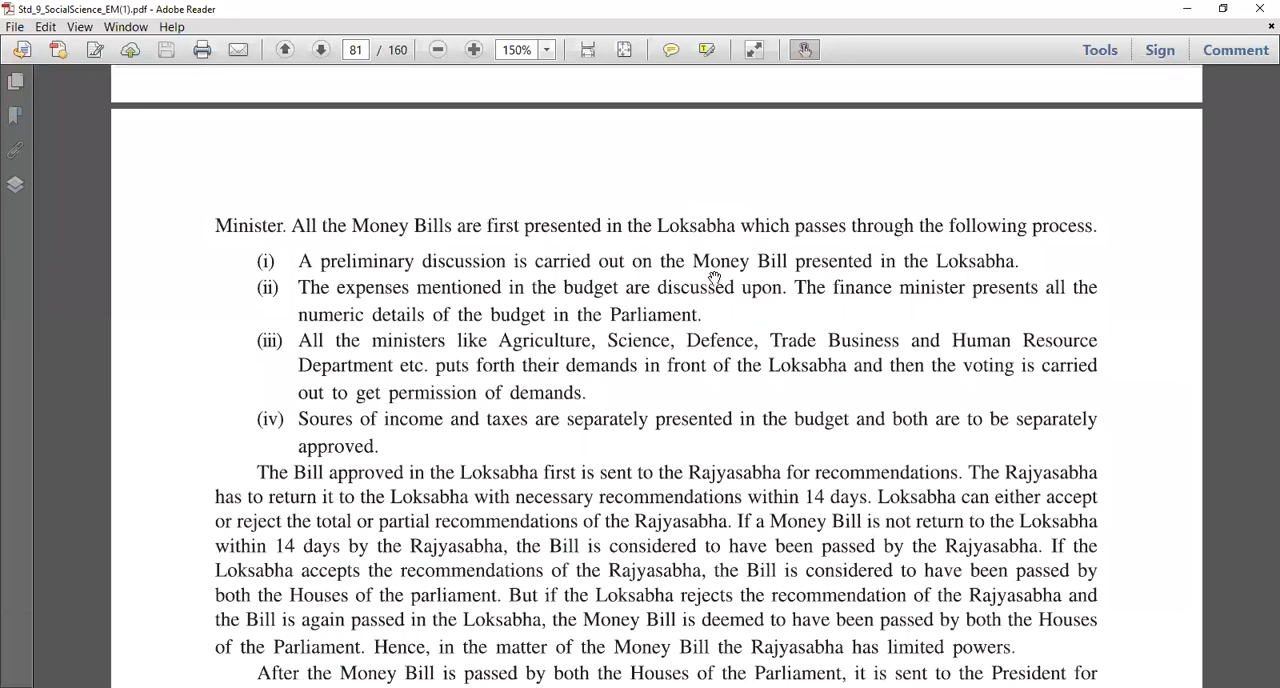 Std_9_SocialScience_EM(1).pdf - Adobe Reader
File Edit View Window Help
81 / 160 150% Tools Sign Comment
Minister. All the Money Bills are first presented in the Loksabha which passes through the following process.
(i) A preliminary discussion is carried out on the Money Bill presented in the Loksabha.
(ii) The expenses mentioned in the budget are discussed upon. The finance minister presents all the
numeric details of the budget in the Parliament.
(iii) All the ministers like Agriculture, Science, Defence, Trade Business and Human Resource
Department etc. puts forth their demands in front of the Loksabha and then the voting is carried
out to get permission of demands.
(iv) Soures of income and taxes are separately presented in the budget and both are to be separately
approved.
The Bill approved in the Loksabha first is sent to the Rajyasabha for recommendations. The Rajyasabha
has to return it to the Loksabha with necessary recommendations within 14 days. Loksabha can either accept
or reject the total or partial recommendations of the Rajyasabha. If a Money Bill is not return to the Loksabha
within 14 days by the Rajyasabha, the Bill is considered to have been passed by the Rajyasabha. If the
Loksabha accepts the recommendations of the Rajyasabha, the Bill is considered to have been passed by
both the Houses of the parliament. But if the Loksabha rejects the recommendation of the Rajyasabha and
the Bill is again passed in the Loksabha, the Money Bill is deemed to have been passed by both the Houses
of the Parliament. Hence, in the matter of the Money Bill the Rajyasabha has limited powers.
After the Money Bill is passed by both the Houses of the Parliament, it is sent to the President for